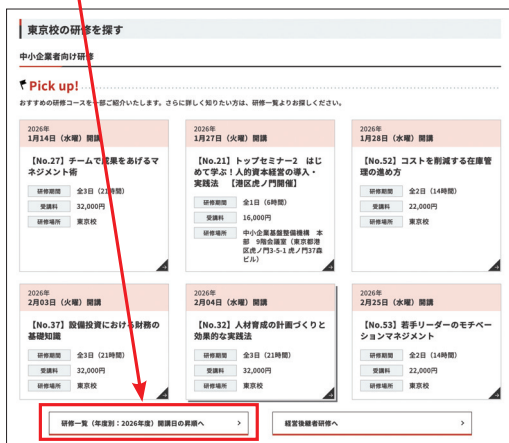 東京校の研修を探す
中小企業者向け研修
Pick up!
おすすめの研修コースを一部ご紹介いたします。さらに詳しく知りたい方は、研修一覧よりお探しください。
2026年
1月14日（水曜）開講
【No.27】チームで成果をあげるマ
ネジメント術
研修期間 全3日（21時間）
受講料 32,000円
研修場所 東京校
2026年
1月27日（火曜）開講
【No.21】トップセミナー2　はじ
めて学ぶ！人的資本経営の導入・
実践法　【港区虎ノ門開催】
研修期間 全1日（6時間）
受講料 16,000円
研修場所 中小企業基盤整備機構　本
部　9階会議室（東京都港
区虎ノ門3-5-1 虎ノ門37森
ビル）
2026年
1月28日（水曜）開講
【No.52】コストを削減する在庫管
理の進め方
研修期間 全2日（14時間）
受講料 22,000円
研修場所 東京校
2026年
2月03日（火曜）開講
【No.37】設備投資における財務の
基礎知識
研修期間 全3日（21時間）
受講料 32,000円
研修場所 東京校
2026年
2月04日（水曜）開講
【No.32】人材育成の計画づくりと
効果的な実践法
研修期間 全3日（21時間）
受講料 32,000円
研修場所 東京校
2026年
2月25日（水曜）開講
【No.53】若手リーダーのモチベー
ションマネジメント
研修期間 全2日（14時間）
受講料 22,000円
研修場所 東京校
研修一覧（年度別：2026年度）開講日の昇順へ
経営後継者研修へ